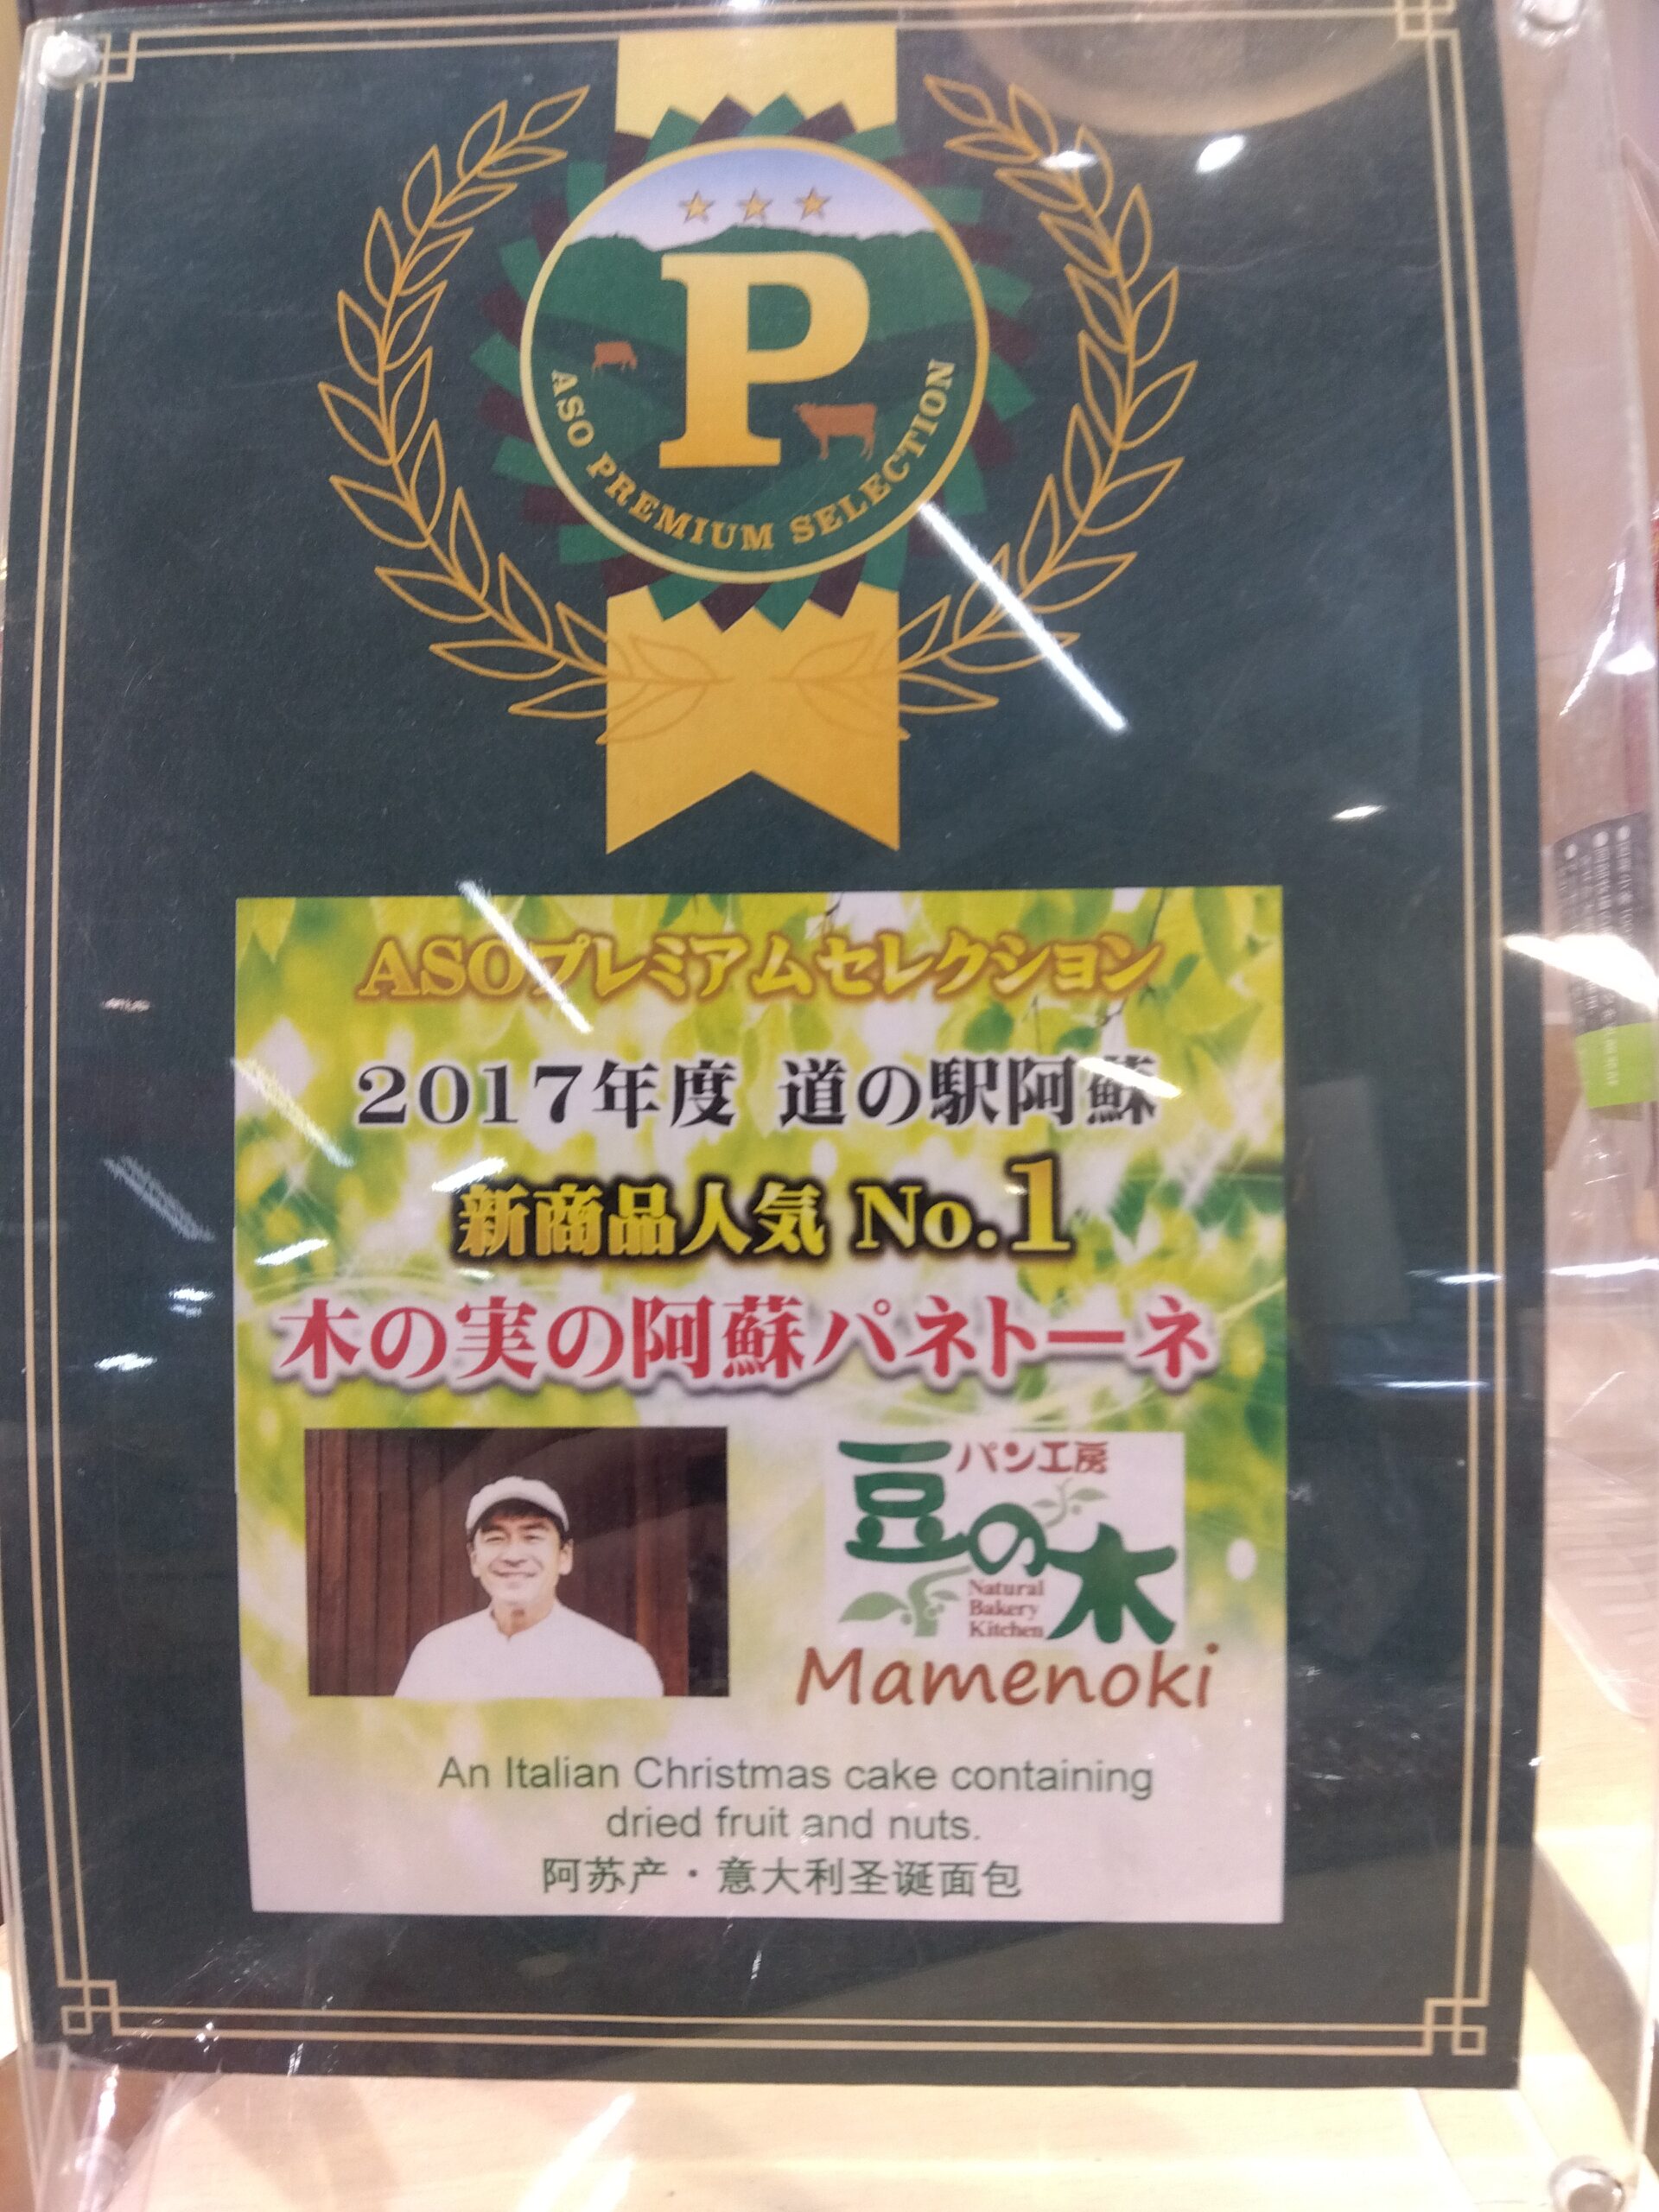 P
ASO PREMIUM SELECTION
ASOプレミアムセレクション
2017年度 道の駅阿蘇
新商品人気 No.1
木の実の阿蘇パネトーネ
パン工房
豆の木
Natural
Bakery
Kitchen
Mamenoki
An Italian Christmas cake containing
dried fruit and nuts.
阿苏产・意大利圣诞面包